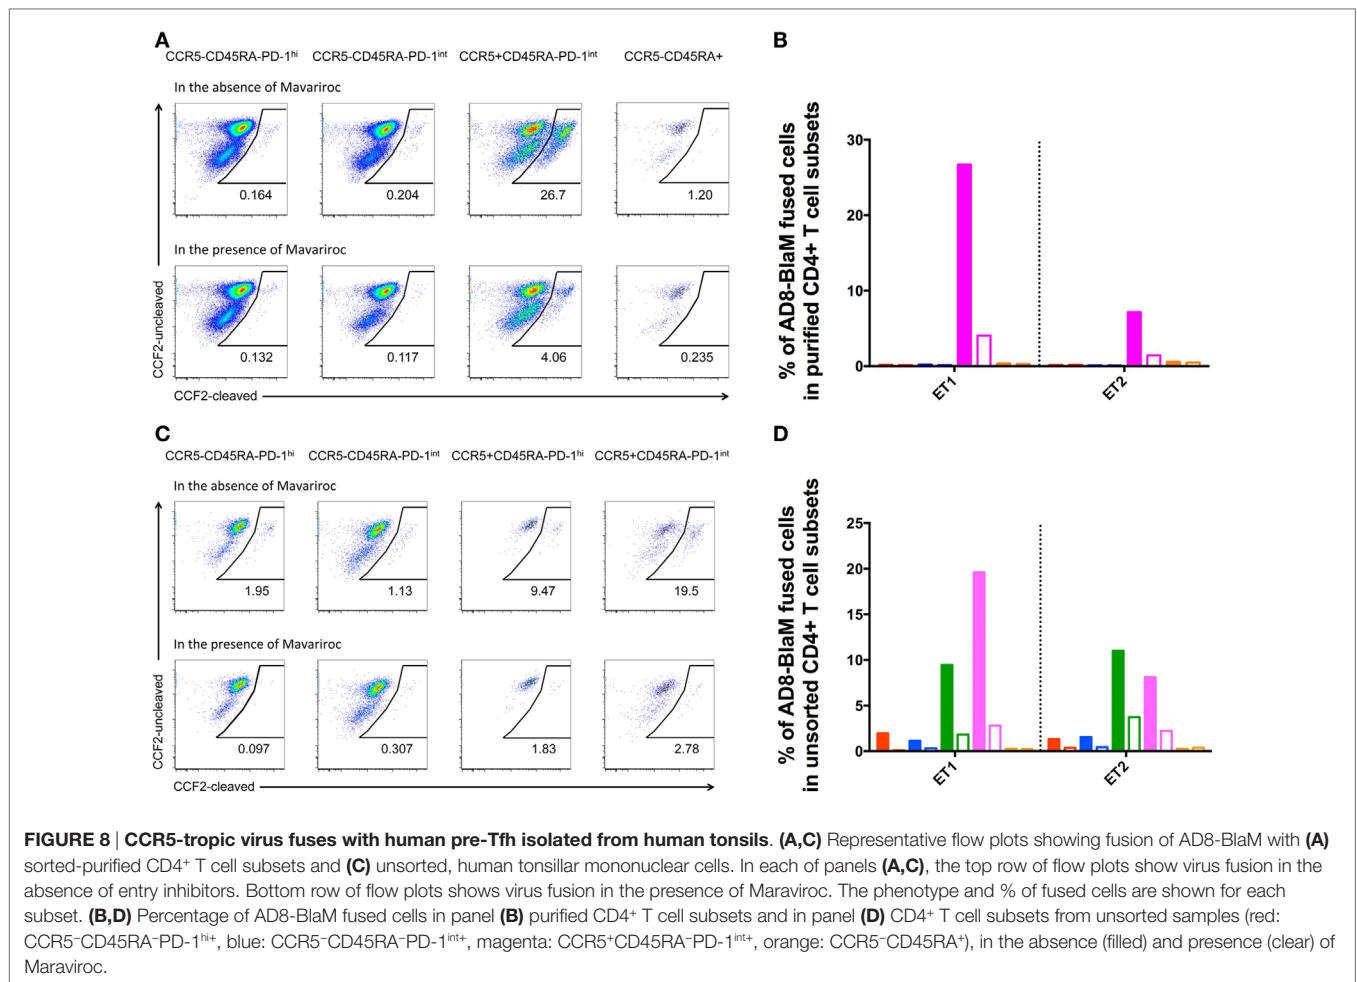 A
CCR5-CD45RA-PD-1hi
CCR5-CD45RA-PD-1int
CCR5+CD45RA-PD-1int
CCR5-CD45RA+
In the absence of Mavariroc
0.164
0.204
26.7
1.20
In the presence of Mavariroc
0.132
0.117
4.06
0.235
CCF2-uncleaved
CCF2-cleaved
B
% of AD8-BlaM fused cells
in purified CD4+ T cell subsets
30
20
10
0
ET1
ET2
C
CCR5-CD45RA-PD-1hi
CCR5-CD45RA-PD-1int
CCR5+CD45RA-PD-1hi
CCR5+CD45RA-PD-1int
In the absence of Mavariroc
1.95
1.13
9.47
19.5
In the presence of Mavariroc
0.097
0.307
1.83
2.78
CCF2-uncleaved
CCF2-cleaved
D
% of AD8-BlaM fused cells
in unsorted CD4+ T cell subsets
25
20
15
10
5
0
ET1
ET2
FIGURE 8 | CCR5-tropic virus fuses with human pre-Tfh isolated from human tonsils. (A,C) Representative flow plots showing fusion of AD8-BlaM with (A)
sorted-purified CD4+ T cell subsets and (C) unsorted, human tonsillar mononuclear cells. In each of panels (A,C), the top row of flow plots show virus fusion in the
absence of entry inhibitors. Bottom row of flow plots shows virus fusion in the presence of Maraviroc. The phenotype and % of fused cells are shown for each
subset. (B,D) Percentage of AD8-BlaM fused cells in panel (B) purified CD4+ T cell subsets and in panel (D) CD4+ T cell subsets from unsorted samples (red:
CCR5−CD45RA−PD-1hi+, blue: CCR5−CD45RA−PD-1int+, magenta: CCR5+CD45RA−PD-1int+, orange: CCR5−CD45RA+), in the absence (filled) and presence (clear) of
Maraviroc.